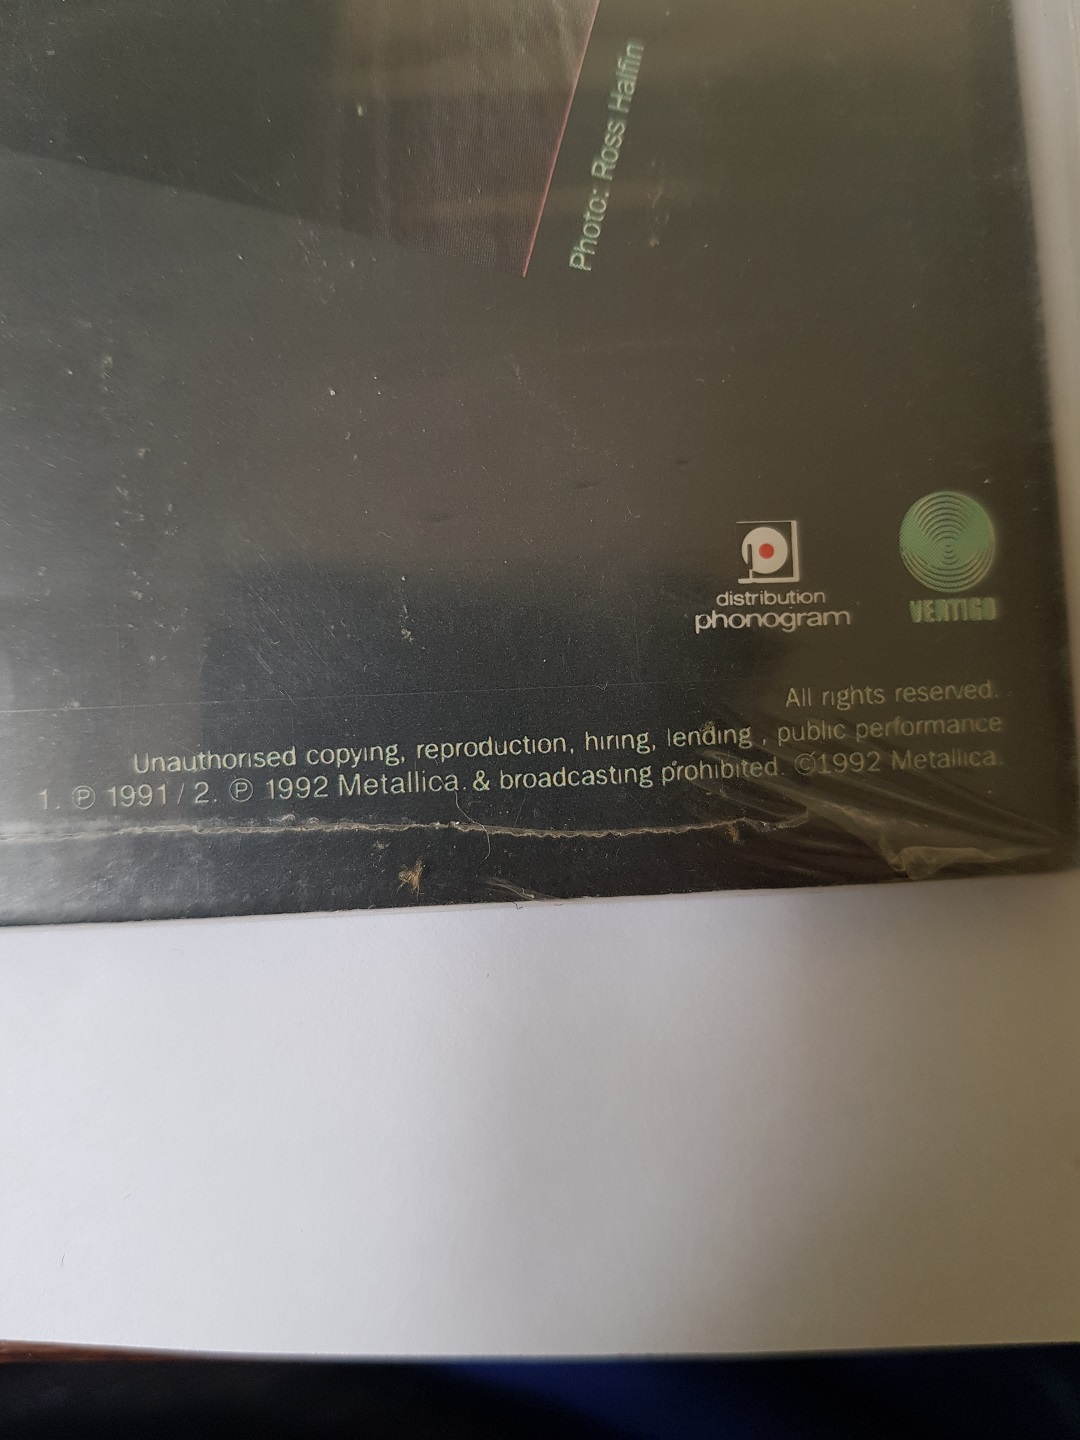 Photo: Ross Halfin
distribution
phonogram
VERTIGO
All rights reserved.
Unauthorised copying, reproduction, hiring, lending , public performance
1. ℗ 1991 / 2. ℗ 1992 Metallica. & broadcasting prohibited. ©1992 Metallica.